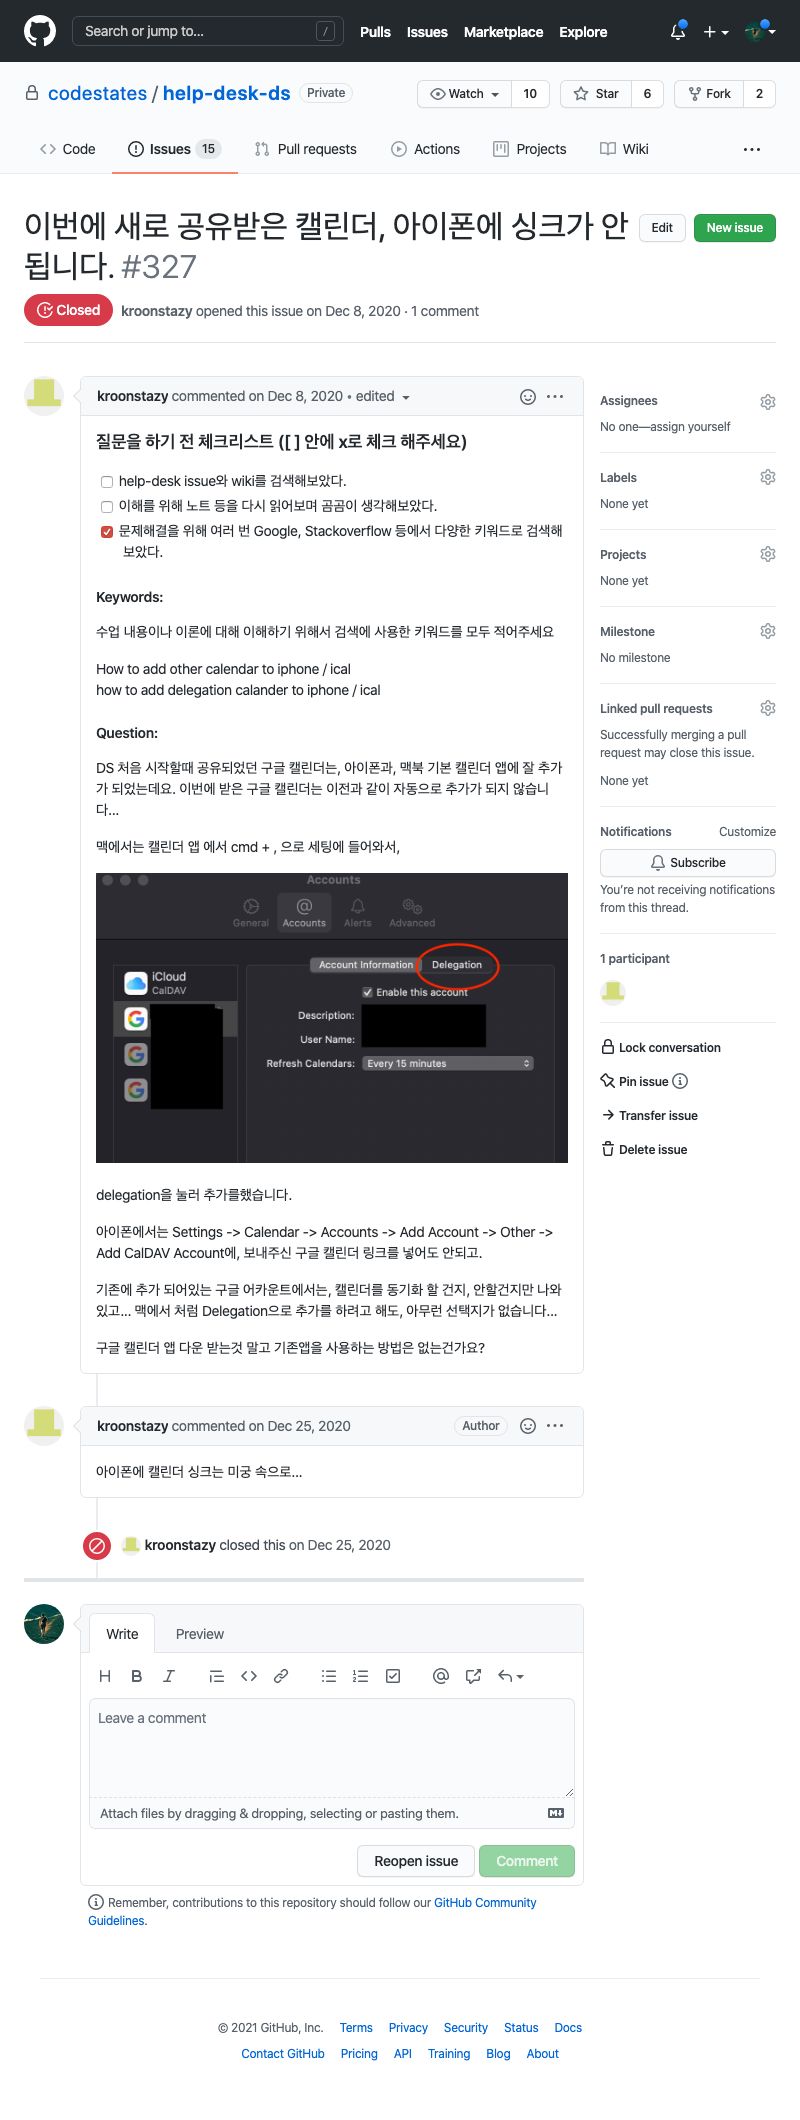 Search or jump to... /
Pulls Issues Marketplace Explore
codestates / help-desk-ds Private
Watch 10 Star 6 Fork 2
Code Issues 15 Pull requests Actions Projects Wiki ...
이번에 새로 공유받은 캘린더, 아이폰에 싱크가 안
됩니다. #327
Edit New issue
Closed kroonstazy opened this issue on Dec 8, 2020 · 1 comment
kroonstazy commented on Dec 8, 2020 • edited
질문을 하기 전 체크리스트 ([ ] 안에 x로 체크 해주세요)
help-desk issue와 wiki를 검색해보았다.
이해를 위해 노트 등을 다시 읽어보며 곰곰이 생각해보았다.
문제해결을 위해 여러 번 Google, Stackoverflow 등에서 다양한 키워드로 검색해
보았다.
Keywords:
수업 내용이나 이론에 대해 이해하기 위해서 검색에 사용한 키워드를 모두 적어주세요
How to add other calendar to iphone / ical
how to add delegation calander to iphone / ical
Question:
DS 처음 시작할때 공유되었던 구글 캘린더는, 아이폰과, 맥북 기본 캘린더 앱에 잘 추가
가 되었는데요. 이번에 받은 구글 캘린더는 이전과 같이 자동으로 추가가 되지 않습니
다...
맥에서는 캘린더 앱 에서 cmd + , 으로 세팅에 들어와서,
Accounts
General Accounts Alerts Advanced
iCloud
CalDAV
Account Information Delegation
Enable this account
Description:
User Name:
Refresh Calendars: Every 15 minutes
delegation을 눌러 추가를했습니다.
아이폰에서는 Settings -> Calendar -> Accounts -> Add Account -> Other ->
Add CalDAV Account에, 보내주신 구글 캘린더 링크를 넣어도 안되고.
기존에 추가 되어있는 구글 어카운트에서는, 캘린더를 동기화 할 건지, 안할건지만 나와
있고... 맥에서 처럼 Delegation으로 추가를 하려고 해도, 아무런 선택지가 없습니다...
구글 캘린더 앱 다운 받는것 말고 기존앱을 사용하는 방법은 없는건가요?
kroonstazy commented on Dec 25, 2020 Author
아이폰에 캘린더 싱크는 미궁 속으로...
kroonstazy closed this on Dec 25, 2020
Assignees
No one—assign yourself
Labels
None yet
Projects
None yet
Milestone
No milestone
Linked pull requests
Successfully merging a pull
request may close this issue.
None yet
Notifications Customize
Subscribe
You're not receiving notifications
from this thread.
1 participant
Lock conversation
Pin issue
Transfer issue
Delete issue
Write Preview
H B I
Leave a comment
Attach files by dragging & dropping, selecting or pasting them.
Reopen issue Comment
Remember, contributions to this repository should follow our GitHub Community
Guidelines.
© 2021 GitHub, Inc. Terms Privacy Security Status Docs
Contact GitHub Pricing API Training Blog About